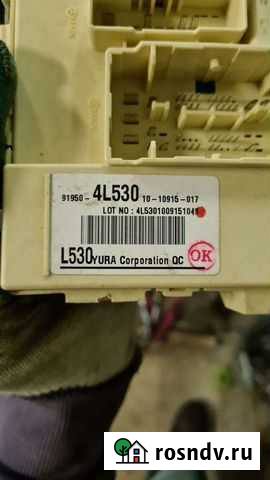 91950- 4L530 10-10915-017
LOT NO : 4L5301009151041
L530 YURA Corporation QC
OK
rosndv.ru